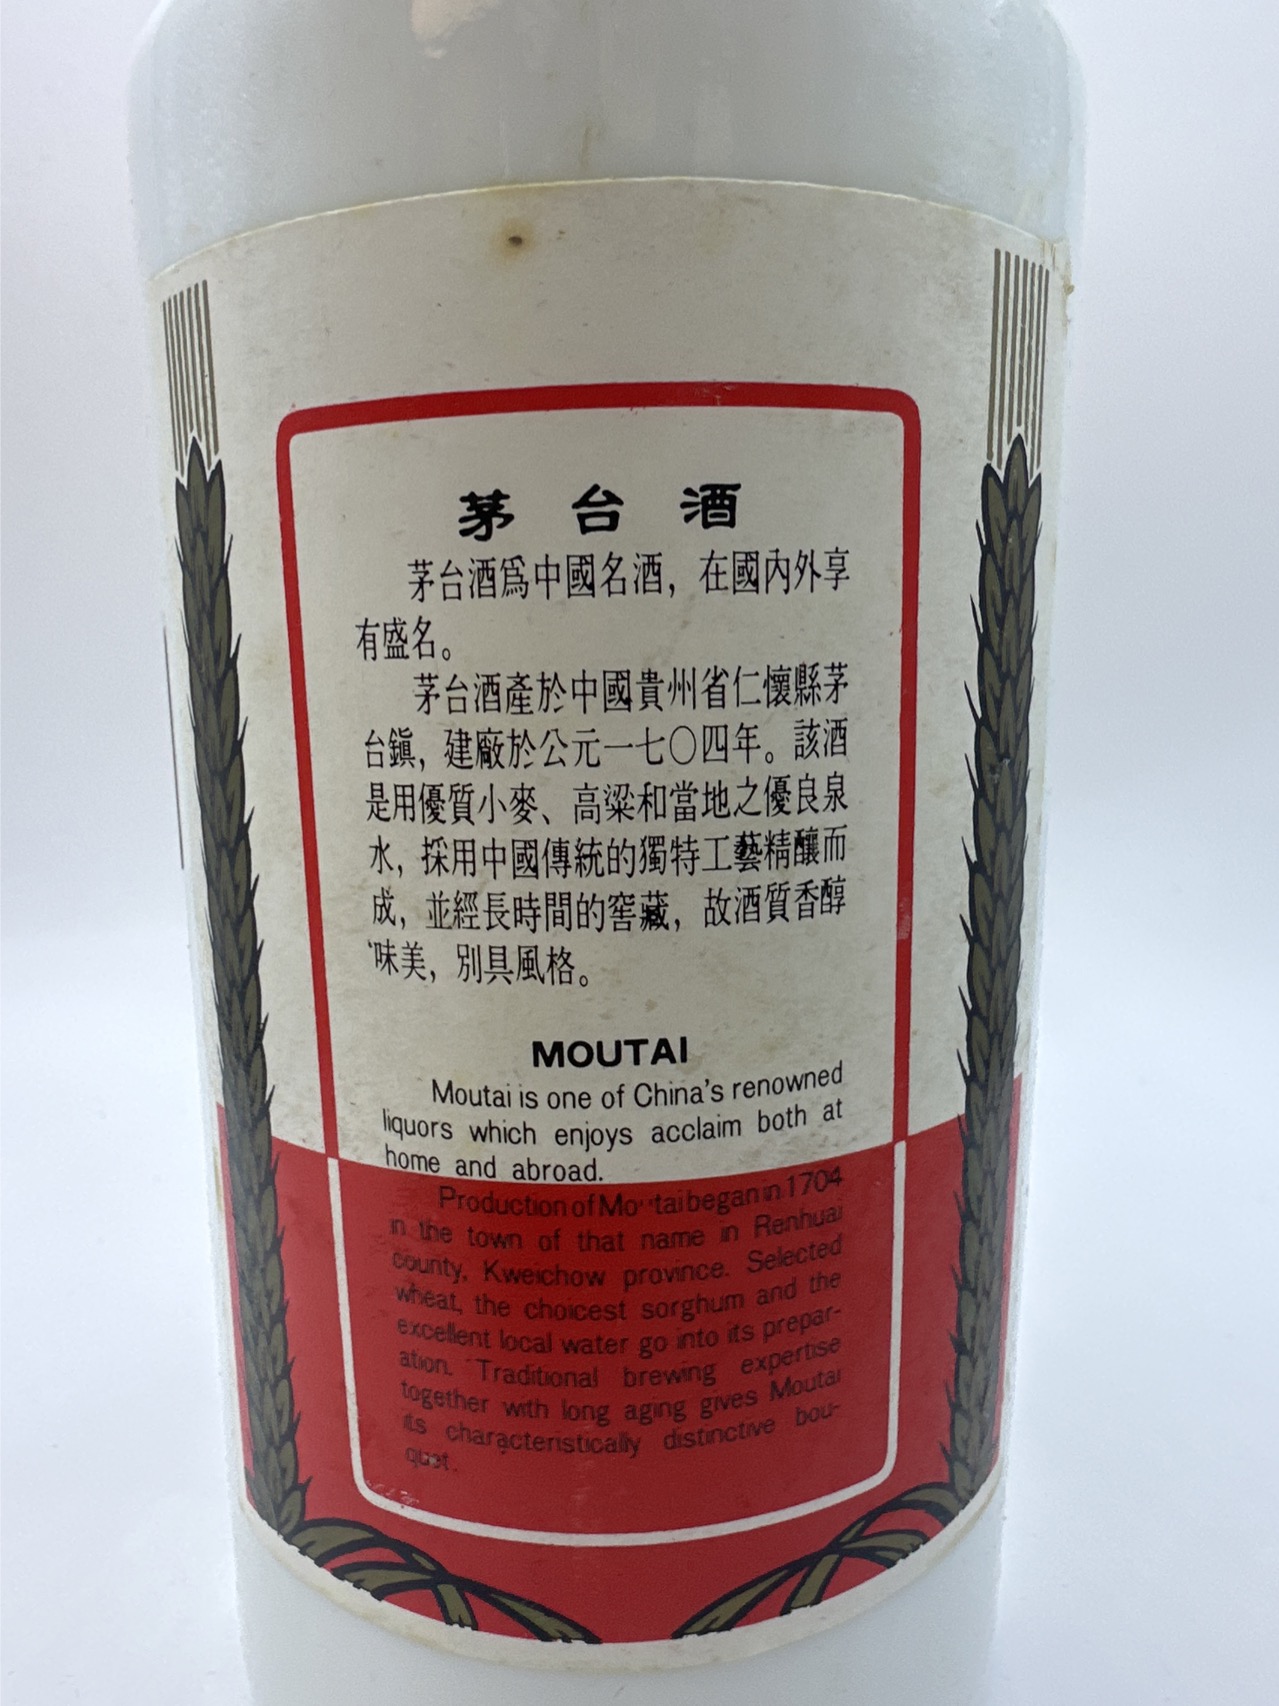 茅台酒
茅台酒爲中國名酒，在國內外享
有盛名。
茅台酒產於中國貴州省仁懷縣茅
台鎭，建廠於公元一七〇四年。該酒
是用優質小麥、高粱和當地之優良泉
水，採用中國傳統的獨特工藝精釀而
成，並經長時間的窖藏，故酒質香醇
味美，別具風格。
MOUTAI
Moutai is one of China's renowned
liquors which enjoys acclaim both at
home and abroad.
Production of Moutai began in 1704
in the town of that name in Renhuai
county, Kweichow province. Selected
wheat, the choicest sorghum and the
excellent local water go into its prepar-
ation. Traditional brewing expertise
together with long aging gives Moutai
its characteristically distinctive bou-
quet.